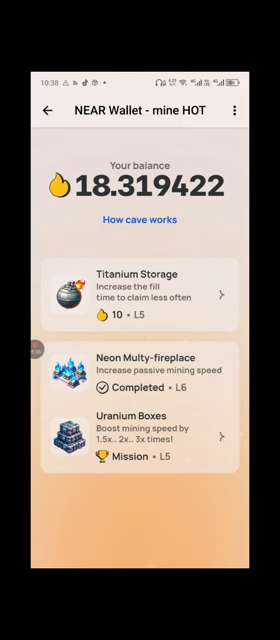 10:38
NEAR Wallet - mine HOT
Your balance
18.319422
How cave works
Titanium Storage
Increase the fill
time to claim less often
10 • L5
Neon Multy-fireplace
Increase passive mining speed
Completed • L6
Uranium Boxes
Boost mining speed by
1.5x.. 2x.. 3x times!
Mission • L5